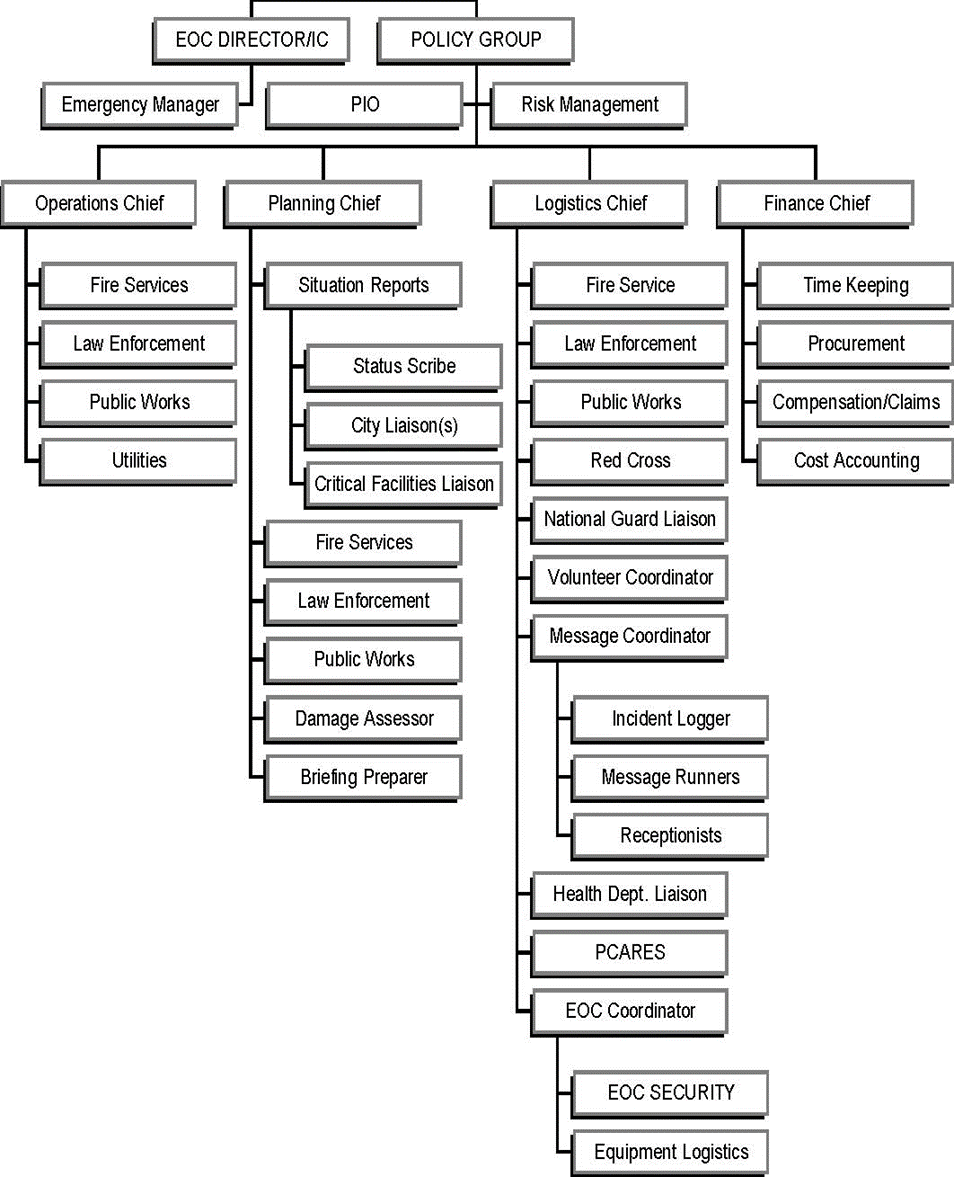 EOC DIRECTOR/IC
POLICY GROUP
Emergency Manager
PIO
Risk Management
Operations Chief
Planning Chief
Logistics Chief
Finance Chief
Fire Services
Law Enforcement
Public Works
Utilities
Situation Reports
Status Scribe
City Liaison(s)
Critical Facilities Liaison
Fire Services
Law Enforcement
Public Works
Damage Assessor
Briefing Preparer
Fire Service
Law Enforcement
Public Works
Red Cross
National Guard Liaison
Volunteer Coordinator
Message Coordinator
Incident Logger
Message Runners
Receptionists
Health Dept. Liaison
PCARES
EOC Coordinator
EOC SECURITY
Equipment Logistics
Time Keeping
Procurement
Compensation/Claims
Cost Accounting